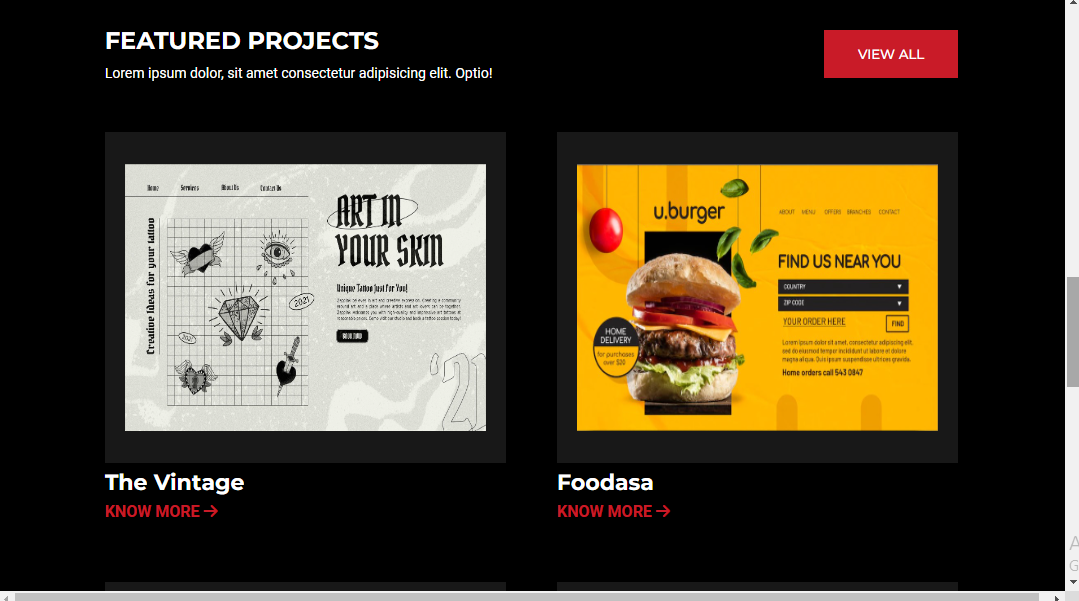 FEATURED PROJECTS
Lorem ipsum dolor, sit amet consectetur adipisicing elit. Optio!
VIEW ALL
Home Services About Us Contact Us
Creative Ideas for your tattoo
2021
2021
ART IN
YOUR SKIN
Unique Tattoo Just For You!
BOOK NOW
'21
The Vintage
KNOW MORE →
u.burger
ABOUT MENU OFFERS BRANCHES CONTACT
HOME
DELIVERY
for purchases
over $20
FIND US NEAR YOU
COUNTRY
ZIP CODE
YOUR ORDER HERE
FIND
Lorem ipsum dolor sit amet, consectetur adipiscing elit,
sed do eiusmod tempor incididunt ut labore et dolore
magna aliqua. Quis ipsum suspendisse ultrices gravida.
Home orders call 543 0847
Foodasa
KNOW MORE →